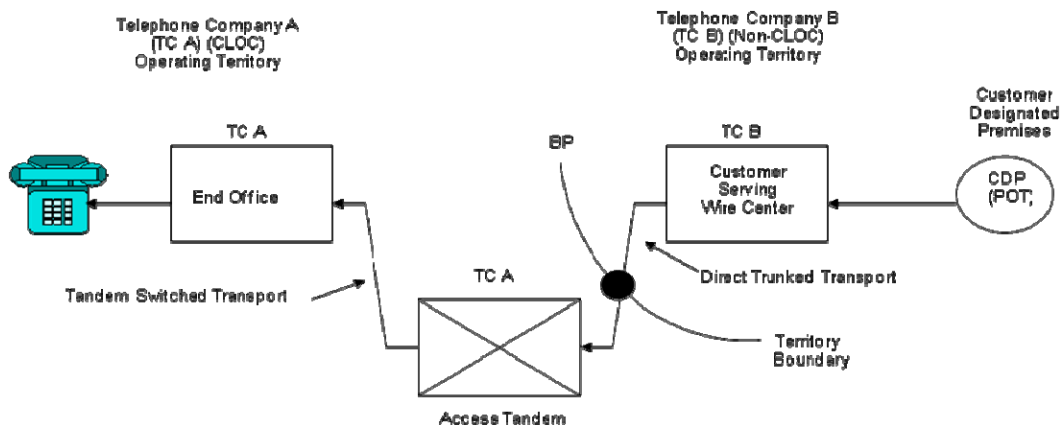 Telephone Company A
(TC A) (CLOC)
Operating Territory
Telephone Company B
(TC B) (Non-CLOC)
Operating Territory
Customer
Designated
Premises
TC A
End Office
BP
TC B
Customer
Serving
Wire Center
CDP
(POT)
Tandem Switched Transport
TC A
Direct Trunked Transport
Territory
Boundary
Access Tandem